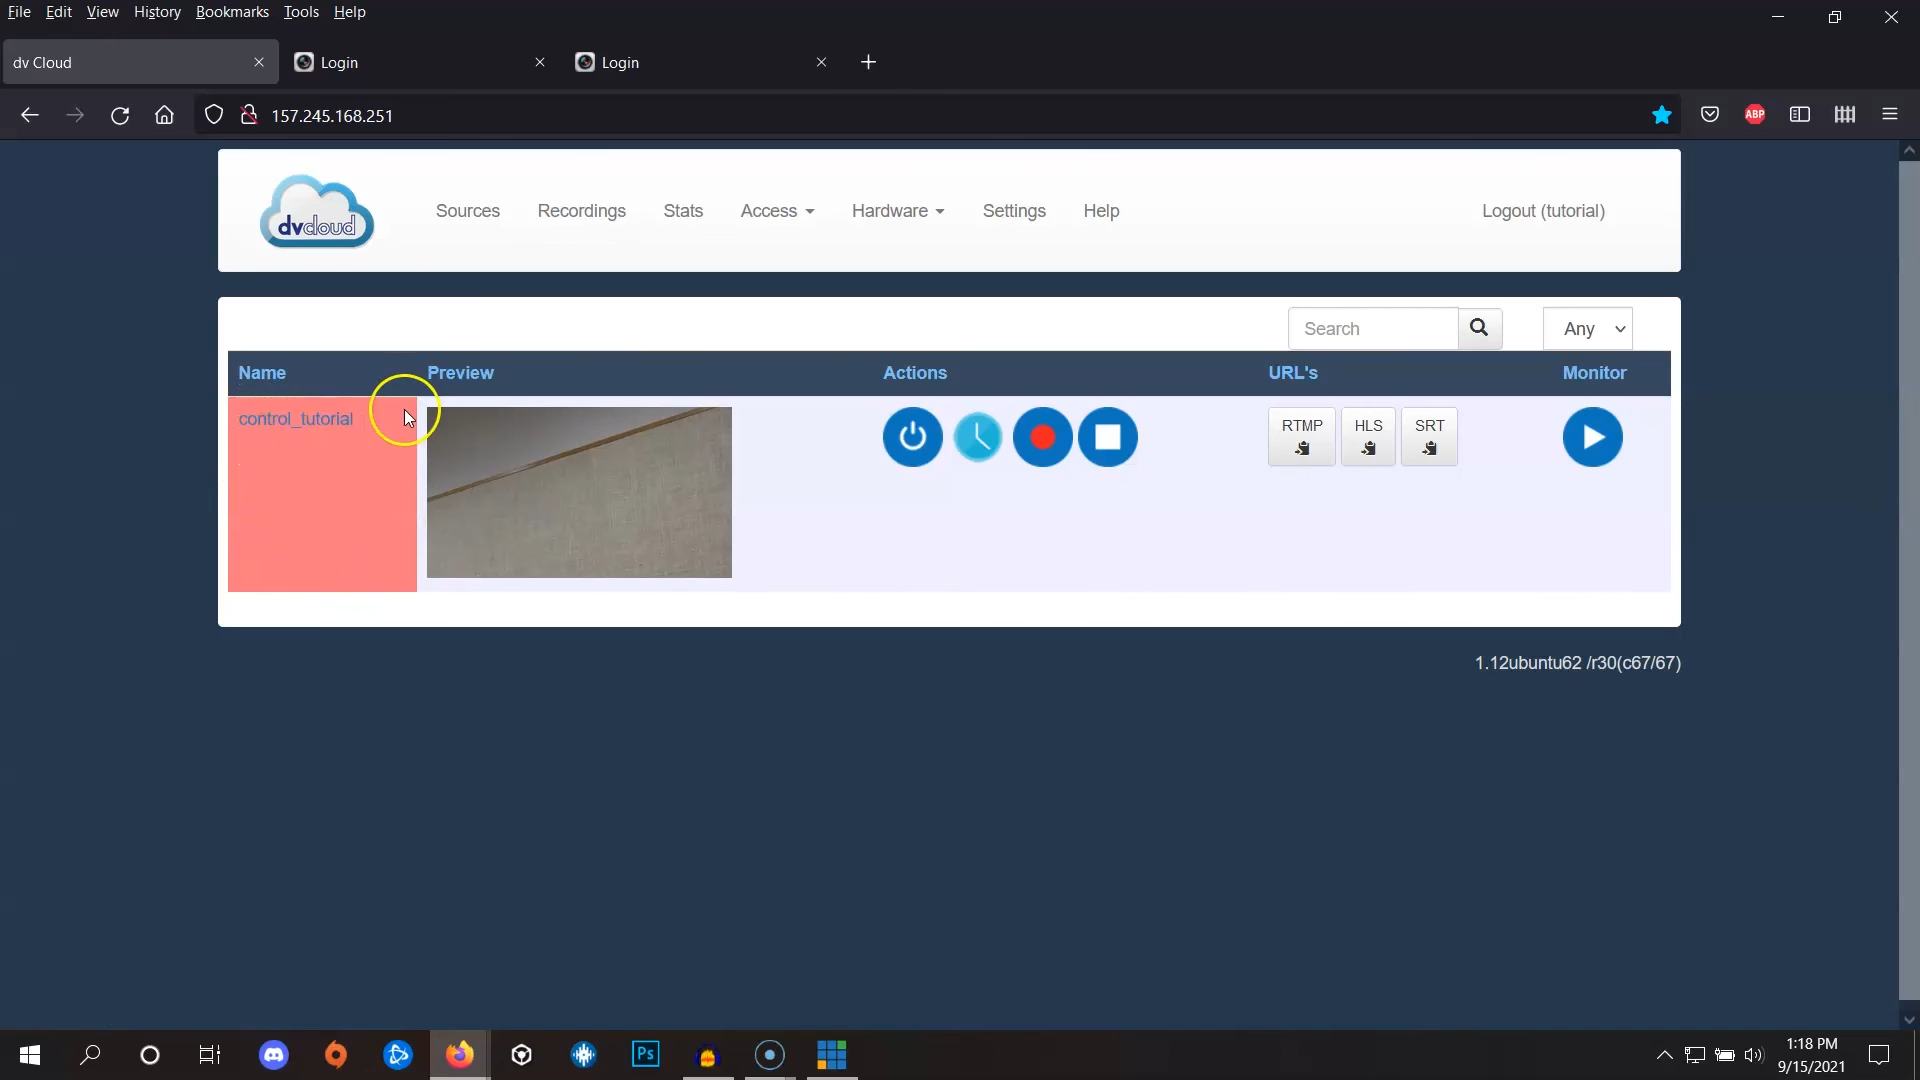 File Edit View History Bookmarks Tools Help
dv Cloud
Login
Login
157.245.168.251
ABP
dvcloud
Sources
Recordings
Stats
Access
Hardware
Settings
Help
Logout (tutorial)
Search
Any
Name Preview Actions URL's Monitor
control_tutorial
RTMP HLS SRT
1.12ubuntu62 /r30(c67/67)
Ps
1:18 PM
9/15/2021